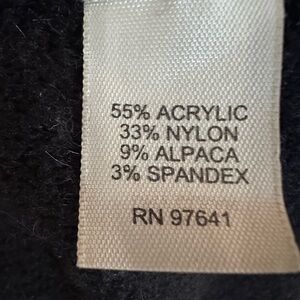 55% ACRYLIC
33% NYLON
9% ALPACA
3% SPANDEX
RN 97641